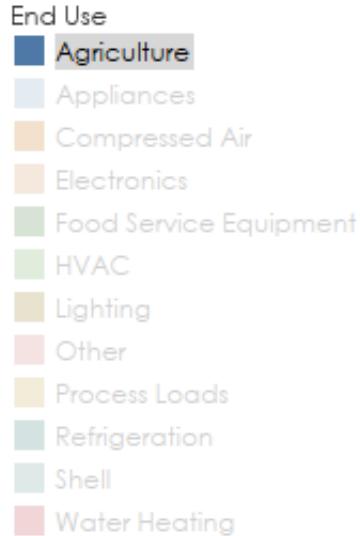 End Use
Agriculture
Appliances
Compressed Air
Electronics
Food Service Equipment
HVAC
Lighting
Other
Process Loads
Refrigeration
Shell
Water Heating